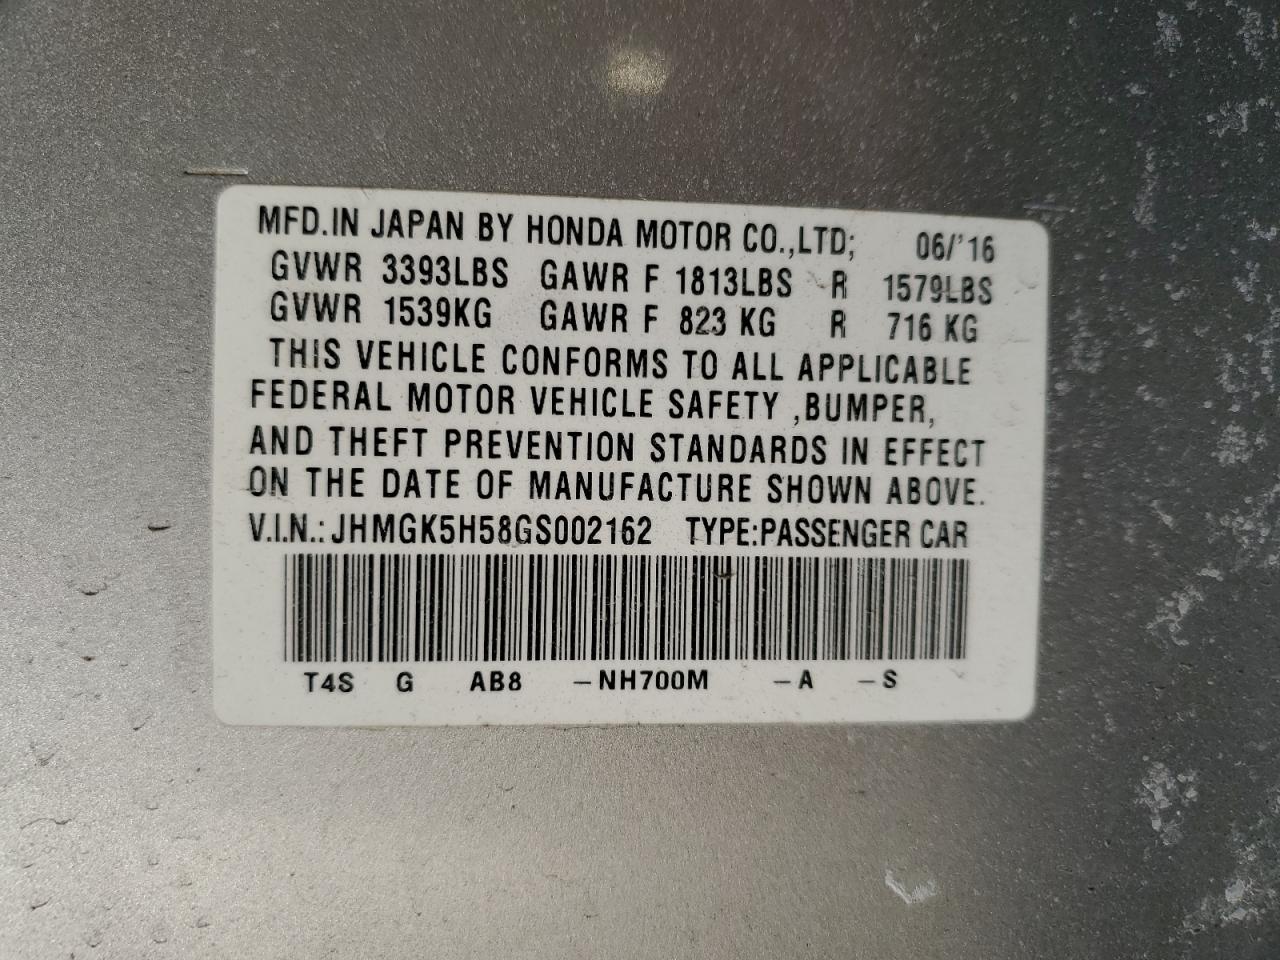 MFD.IN JAPAN BY HONDA MOTOR CO.,LTD; 06/'16
GVWR 3393LBS GAWR F 1813LBS R 1579LBS
GVWR 1539KG GAWR F 823 KG R 716 KG
THIS VEHICLE CONFORMS TO ALL APPLICABLE
FEDERAL MOTOR VEHICLE SAFETY ,BUMPER,
AND THEFT PREVENTION STANDARDS IN EFFECT
ON THE DATE OF MANUFACTURE SHOWN ABOVE.
V.I.N.: JHMGK5H58GS002162 TYPE:PASSENGER CAR
T4S G AB8 –NH700M –A –S